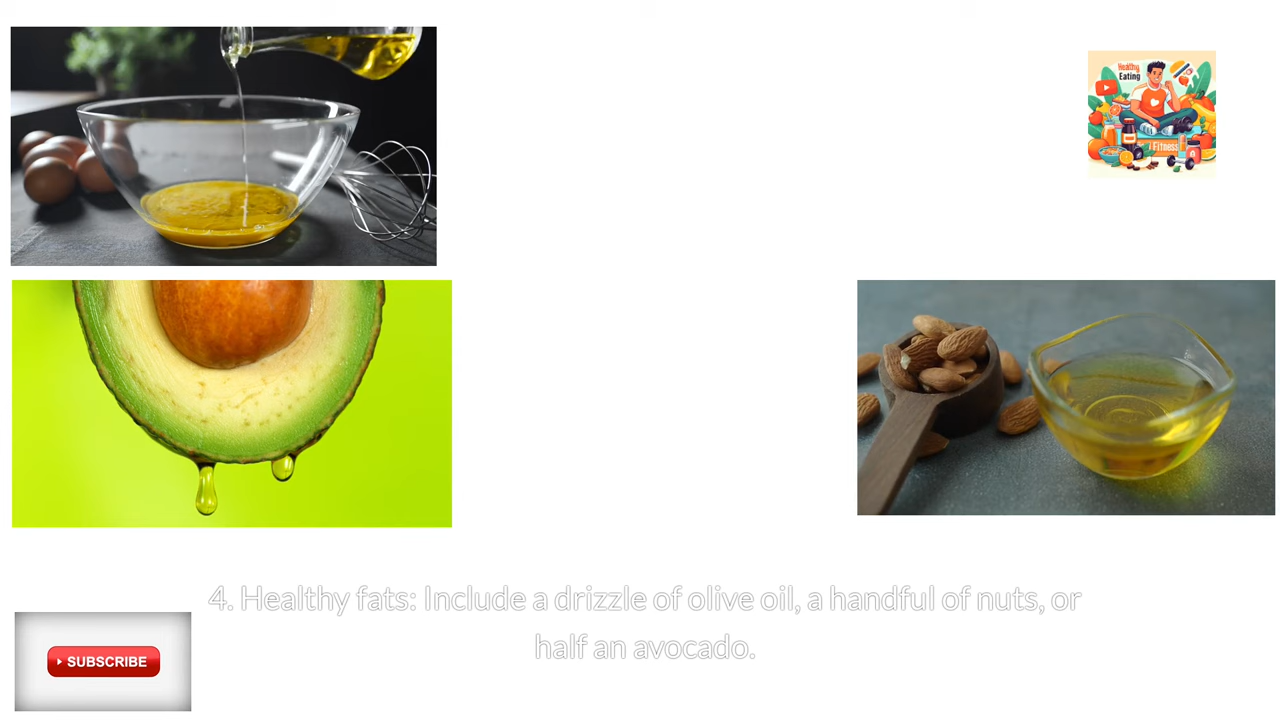 Healthy
Eating
Fitness
4. Healthy fats: Include a drizzle of olive oil, a handful of nuts, or
half an avocado.
SUBSCRIBE